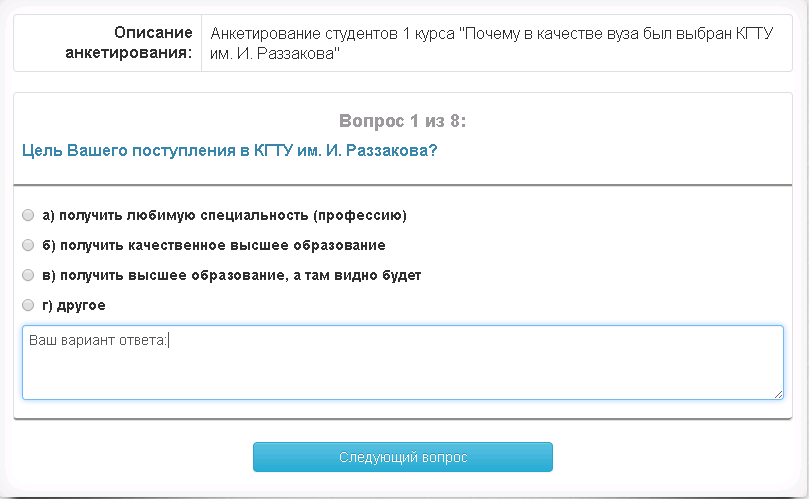 Описание
анкетирования:
Анкетирование студентов 1 курса "Почему в качестве вуза был выбран КГТУ
им. И. Раззакова"
Вопрос 1 из 8:
Цель Вашего поступления в КГТУ им. И. Раззакова?
а) получить любимую специальность (профессию)
б) получить качественное высшее образование
в) получить высшее образование, а там видно будет
г) другое
Ваш вариант ответа:
Следующий вопрос